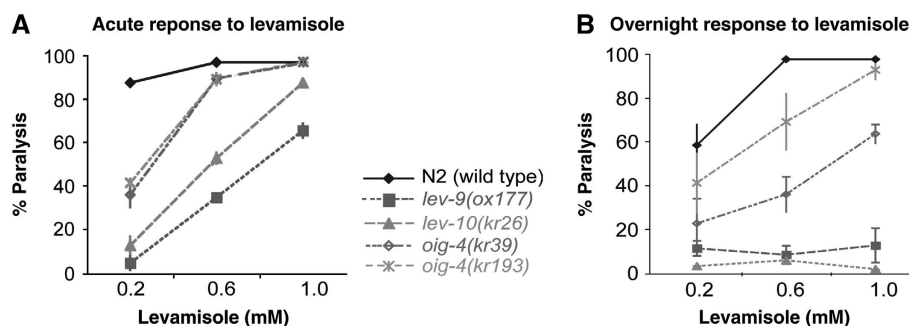 A Acute reponse to levamisole
% Paralysis
100
80
60
40
20
0
0.2 0.6 1.0
Levamisole (mM)
N2 (wild type)
lev-9(ox177)
lev-10(kr26)
oig-4(kr39)
oig-4(kr193)
B Overnight response to levamisole
% Paralysis
100
80
60
40
20
0
0.2 0.6 1.0
Levamisole (mM)